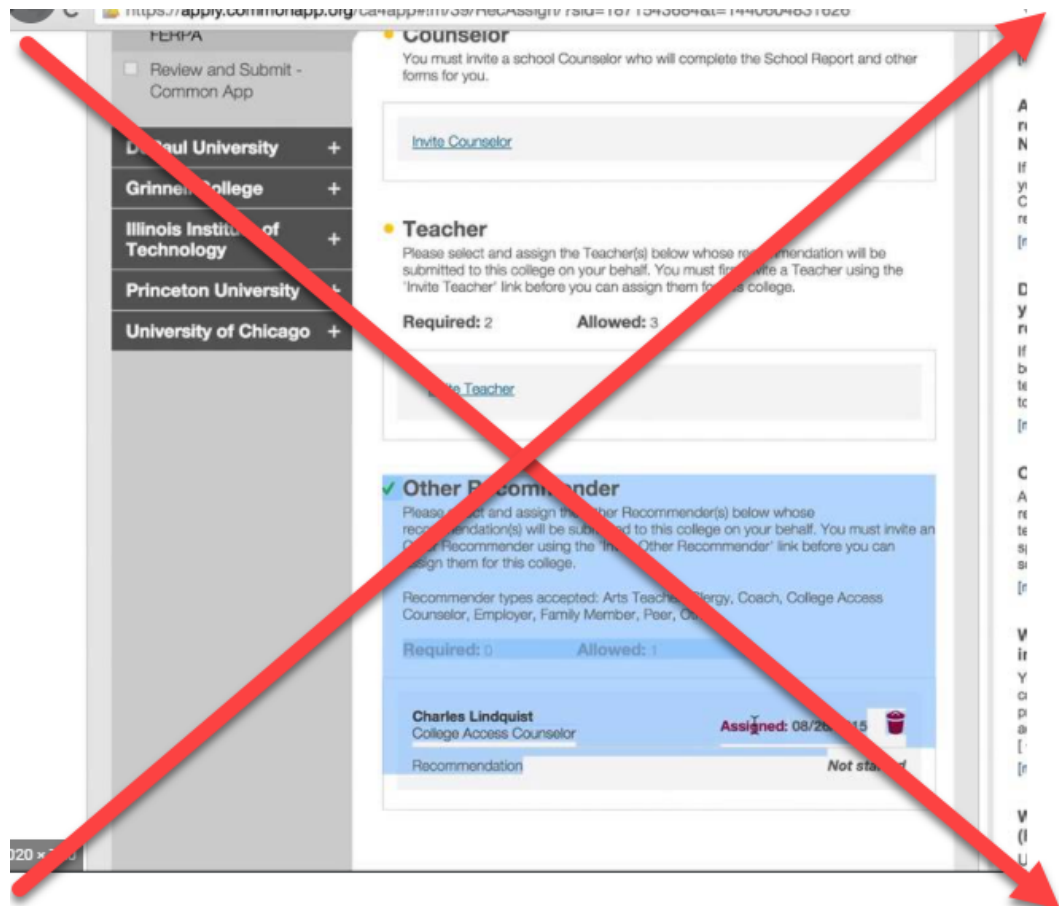 https://apply.commonapp.org/ca4app#!/m/39/RecAssign/?sid=1871543684&t=1440604831626
FERPA
Review and Submit -
Common App
DePaul University +
Grinnell College +
Illinois Institute of
Technology +
Princeton University +
University of Chicago +
Counselor
You must invite a school Counselor who will complete the School Report and other
forms for you.
Invite Counselor
Teacher
Please select and assign the Teacher(s) below whose recommendation will be
submitted to this college on your behalf. You must first invite a Teacher using the
'Invite Teacher' link before you can assign them for this college.
Required: 2 Allowed: 3
Invite Teacher
Other Recommender
Please select and assign the Other Recommender(s) below whose
recommendation(s) will be submitted to this college on your behalf. You must invite an
Other Recommender using the 'Invite Other Recommender' link before you can
assign them for this college.
Recommender types accepted: Arts Teacher, Clergy, Coach, College Access
Counselor, Employer, Family Member, Peer, Other
Required: 0 Allowed: 1
Charles Lindquist
College Access Counselor
Assigned: 08/26/2015
Recommendation
Not started